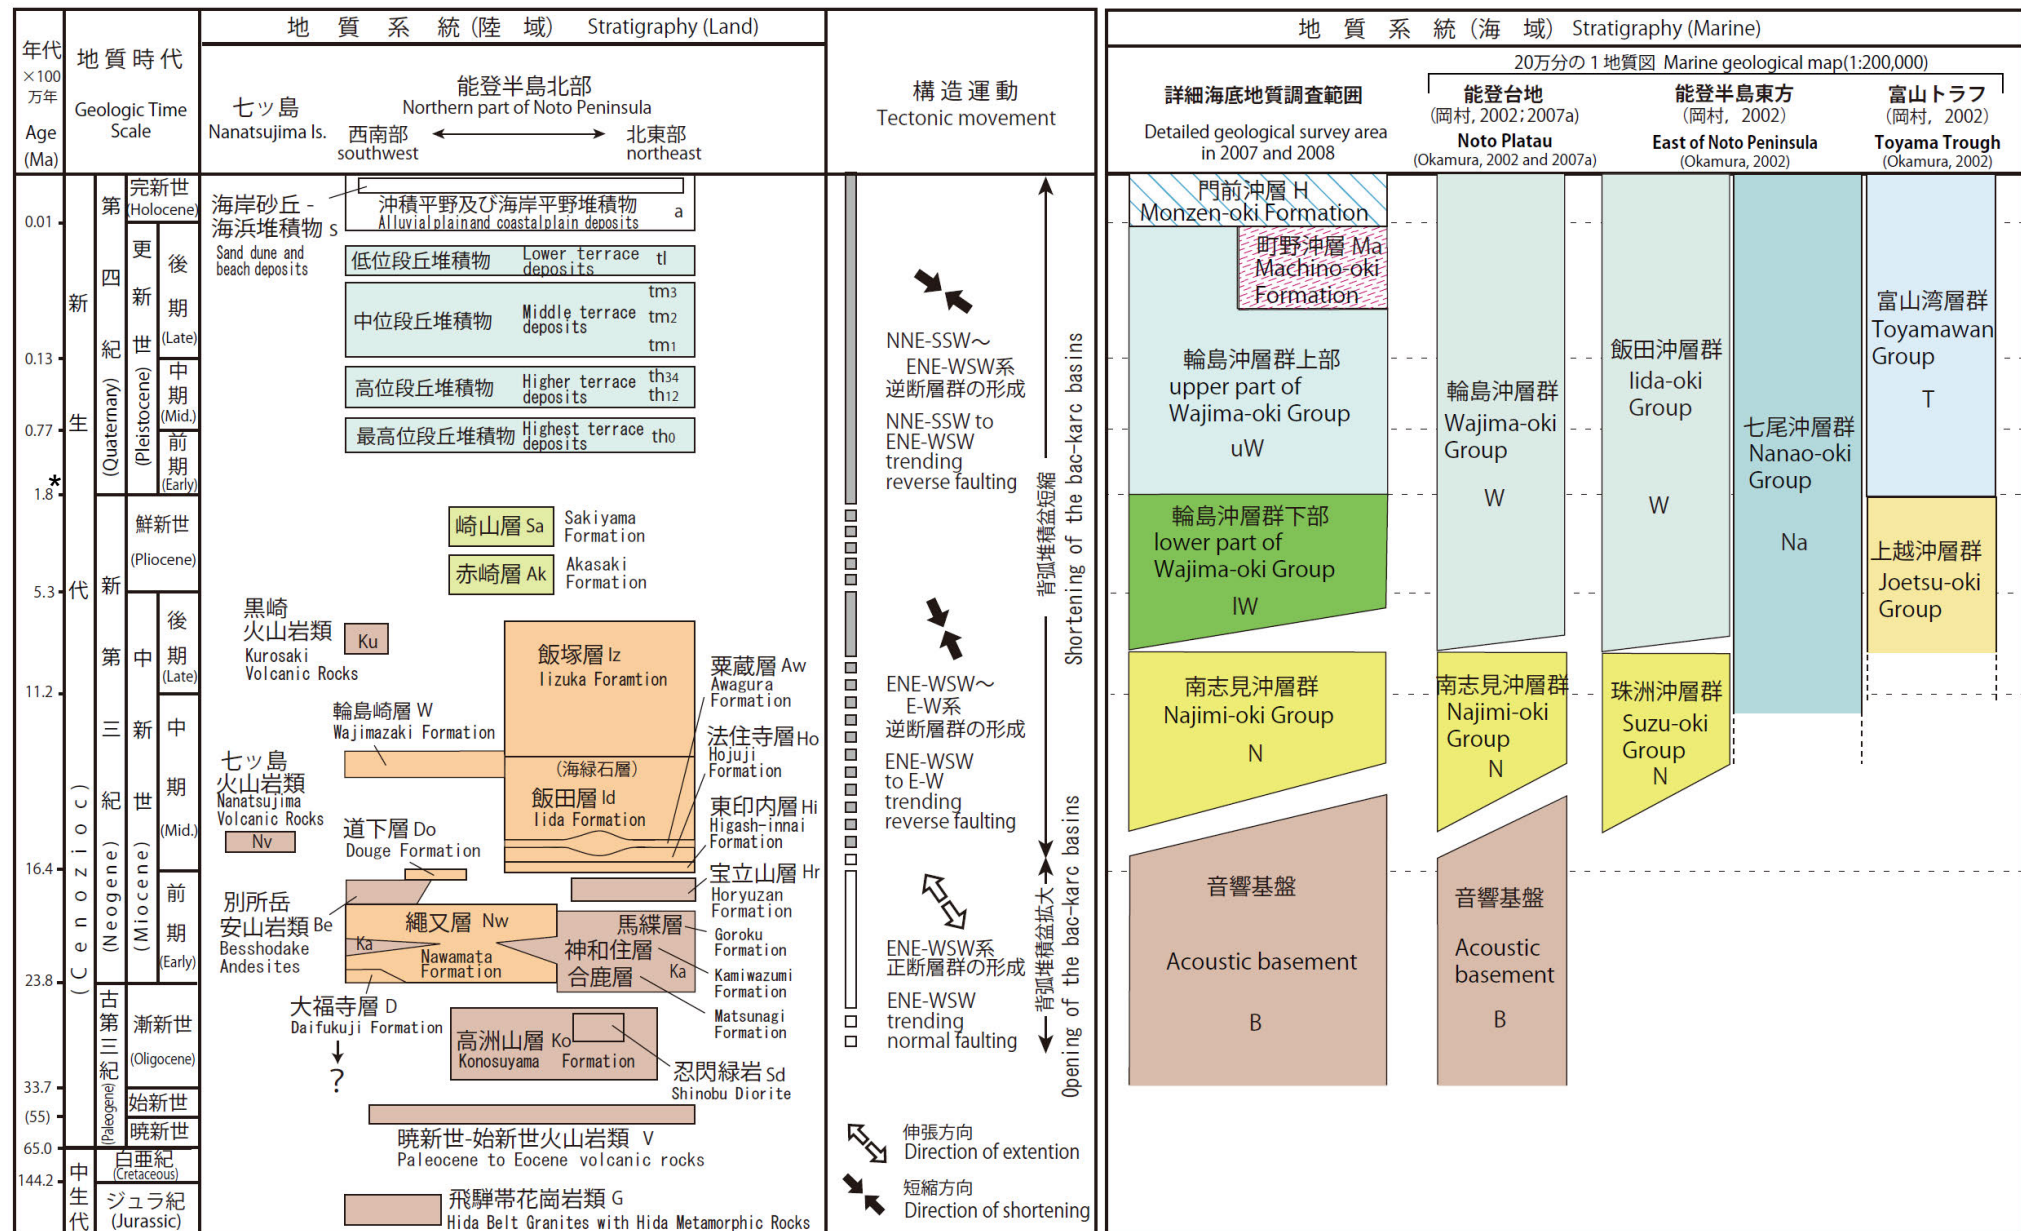 地 質 系 統 (陸 域) Stratigraphy (Land)
年代
×100
万年
Age
(Ma)
地 質 時 代
Geologic Time
Scale
七ッ島
Nanatsujima Is.
能登半島北部
Northern part of Noto Peninsula
西南部
southwest
北東部
northeast
構 造 運 動
Tectonic movement
0.01
0.13
0.77
*
1.8
5.3
11.2
16.4
23.8
33.7
(55)
65.0
144.2
新 生 代
(Cenozoic)
中生代
第 四 紀
(Quaternary)
新 第 三 紀
(Neogene)
古第三紀
(Paleogene)
白亜紀
(Cretaceous)
ジュラ紀
(Jurassic)
完新世
(Holocene)
更 新 世
(Pleistocene)
後 期
(Late)
中 期
(Mid.)
前 期
(Early)
鮮新世
(Pliocene)
中 新 世
(Miocene)
後 期
(Late)
中 期
(Mid.)
前 期
(Early)
漸新世
(Oligocene)
始新世
暁新世
海岸砂丘 -
海浜堆積物 s
Sand dune and
beach deposits
沖積平野及び海岸平野堆積物
Alluvial plain and coastal plain deposits
a
低位段丘堆積物 Lower terrace deposits tl
中位段丘堆積物 Middle terrace deposits
tm3
tm2
tm1
高位段丘堆積物 Higher terrace deposits
th34
th12
最高位段丘堆積物 Highest terrace deposits th0
崎山層 Sa
Sakiyama
Formation
赤崎層 Ak
Akasaki
Formation
黒崎
火山岩類
Kurosaki
Volcanic Rocks
Ku
飯塚層 Iz
Iizuka Foramtion
粟蔵層 Aw
Awagura
Formation
輪島崎層 W
Wajimazaki Formation
法住寺層 Ho
Hojuji
Formation
(海緑石層)
飯田層 Id
Iida Formation
七ッ島
火山岩類
Nanatsujima
Volcanic Rocks
Nv
東印内層 Hi
Higash-innai
Formation
道下層 Do
Douge Formation
宝立山層 Hr
Horyuzan
Formation
別所岳
安山岩類 Be
Besshodake
Andesites
縄又層 Nw
Nawamata
Formation
Ka
馬緤層
神和住層
合鹿層
Ka
Goroku
Formation
Kamiwazumi
Formation
Matsunagi
Formation
大福寺層 D
Daifukuji Formation
?
高洲山層 Ko
Konosuyama Formation
忍閃緑岩 Sd
Shinobu Diorite
暁新世-始新世火山岩類 V
Paleocene to Eocene volcanic rocks
飛騨帯花崗岩類 G
Hida Belt Granites with Hida Metamorphic Rocks
NNE-SSW～
ENE-WSW系
逆断層群の形成
NNE-SSW to
ENE-WSW
trending
reverse faulting
ENE-WSW～
E-W系
逆断層群の形成
ENE-WSW
to E-W
trending
reverse faulting
ENE-WSW系
正断層群の形成
ENE-WSW
trending
normal faulting
背弧堆積盆短縮
Shortening of the bac-karc basins
背弧堆積盆拡大
Opening of the bac-karc basins
伸張方向
Direction of extention
短縮方向
Direction of shortening
地 質 系 統 (海 域) Stratigraphy (Marine)
20万分の1地質図 Marine geological map(1:200,000)
詳細海底地質調査範囲
Detailed geological survey area
in 2007 and 2008
能登台地
(岡村, 2002;2007a)
Noto Platau
(Okamura, 2002 and 2007a)
能登半島東方
(岡村, 2002)
East of Noto Peninsula
(Okamura, 2002)
富山トラフ
(岡村, 2002)
Toyama Trough
(Okamura, 2002)
門前沖層 H
Monzen-oki Formation
町野沖層 Ma
Machino-oki
Formation
輪島沖層群上部
upper part of
Wajima-oki Group
uW
輪島沖層群下部
lower part of
Wajima-oki Group
lW
南志見沖層群
Najimi-oki Group
N
音響基盤
Acoustic basement
B
輪島沖層群
Wajima-oki
Group
W
南志見沖層群
Najimi-oki
Group
N
音響基盤
Acoustic
basement
B
飯田沖層群
Iida-oki
Group
W
珠洲沖層群
Suzu-oki
Group
N
七尾沖層群
Nanao-oki
Group
Na
富山湾層群
Toyamawan
Group
T
上越沖層群
Joetsu-oki
Group